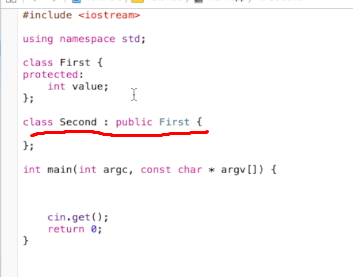 #include <iostream>
using namespace std;
class First {
protected:
int value;
};
class Second : public First {
};
int main(int argc, const char * argv[]) {
cin.get();
return 0;
}